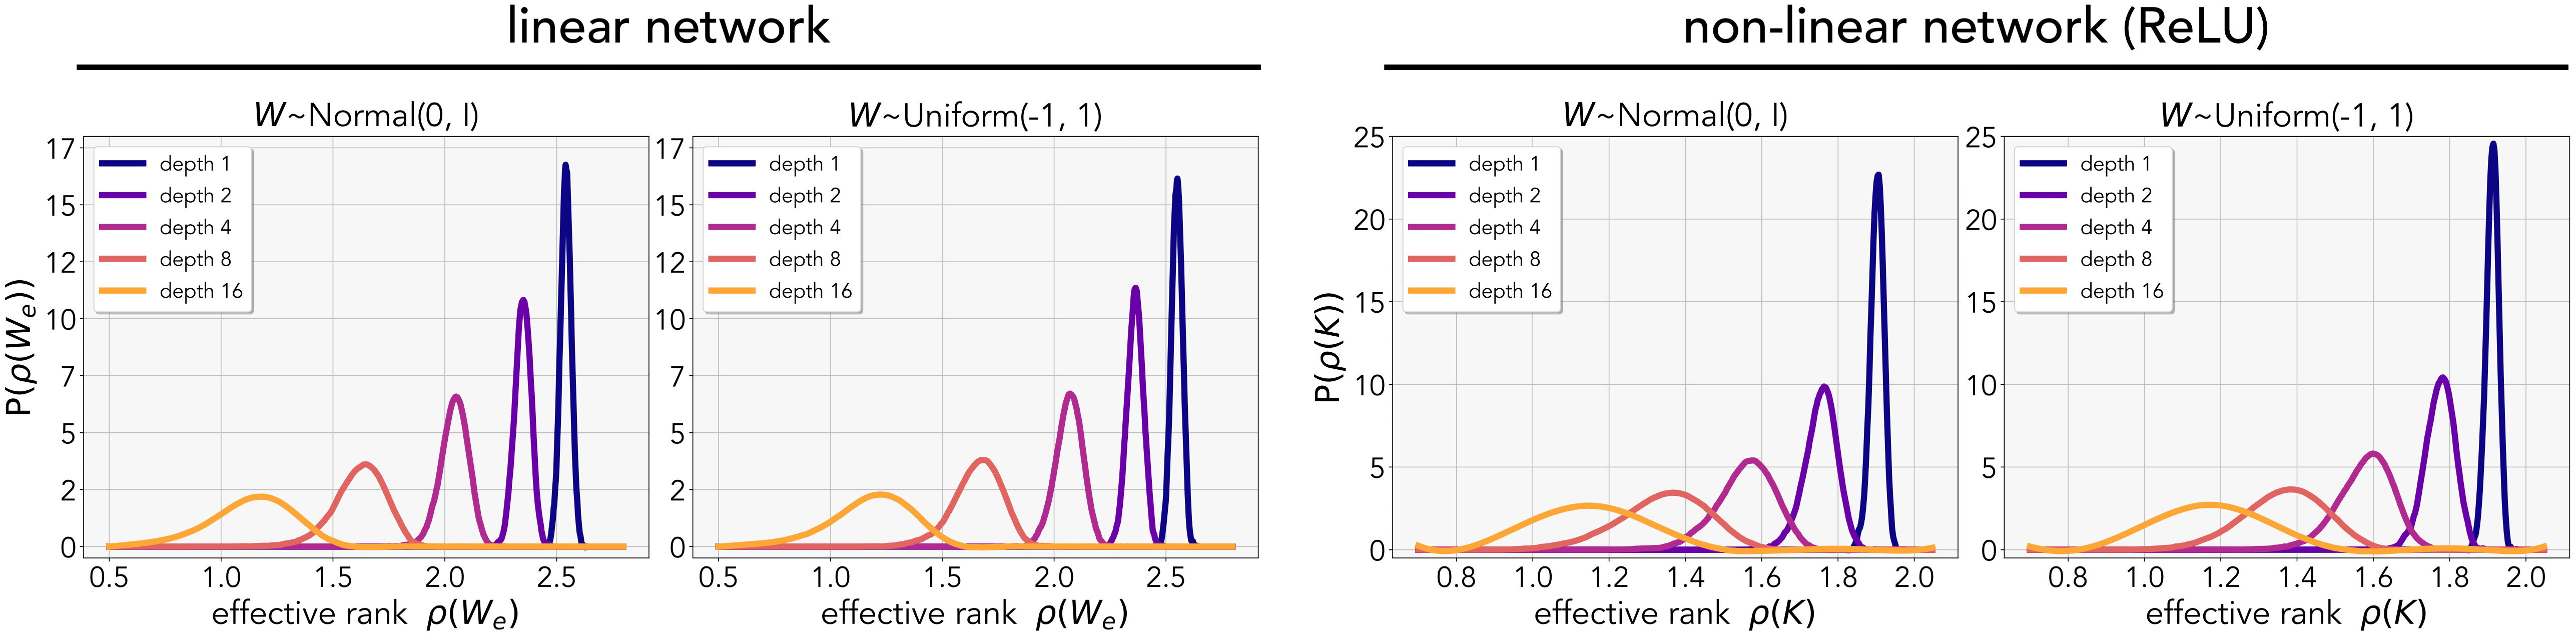 linear network
non-linear network (ReLU)
W~Normal(0, I)
P(ρ(Wₑ))
17
15
12
10
7
5
2
0
depth 1
depth 2
depth 4
depth 8
depth 16
0.5 1.0 1.5 2.0 2.5
effective rank ρ(Wₑ)
W~Uniform(-1, 1)
17
15
12
10
7
5
2
0
depth 1
depth 2
depth 4
depth 8
depth 16
0.5 1.0 1.5 2.0 2.5
effective rank ρ(Wₑ)
W~Normal(0, I)
P(ρ(K))
25
20
15
10
5
0
depth 1
depth 2
depth 4
depth 8
depth 16
0.8 1.0 1.2 1.4 1.6 1.8 2.0
effective rank ρ(K)
W~Uniform(-1, 1)
25
20
15
10
5
0
depth 1
depth 2
depth 4
depth 8
depth 16
0.8 1.0 1.2 1.4 1.6 1.8 2.0
effective rank ρ(K)